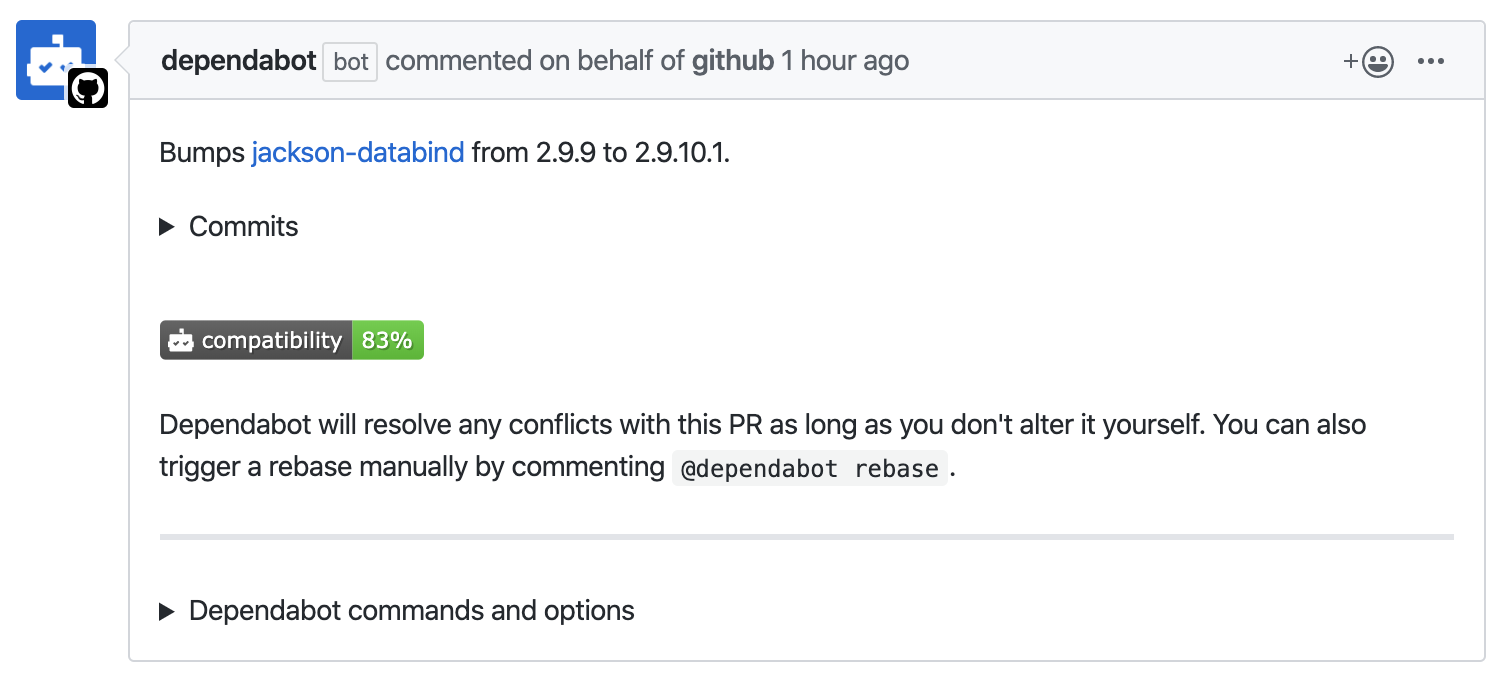 dependabot bot commented on behalf of github 1 hour ago
Bumps jackson-databind from 2.9.9 to 2.9.10.1.
Commits
compatibility 83%
Dependabot will resolve any conflicts with this PR as long as you don't alter it yourself. You can also
trigger a rebase manually by commenting @dependabot rebase.
Dependabot commands and options